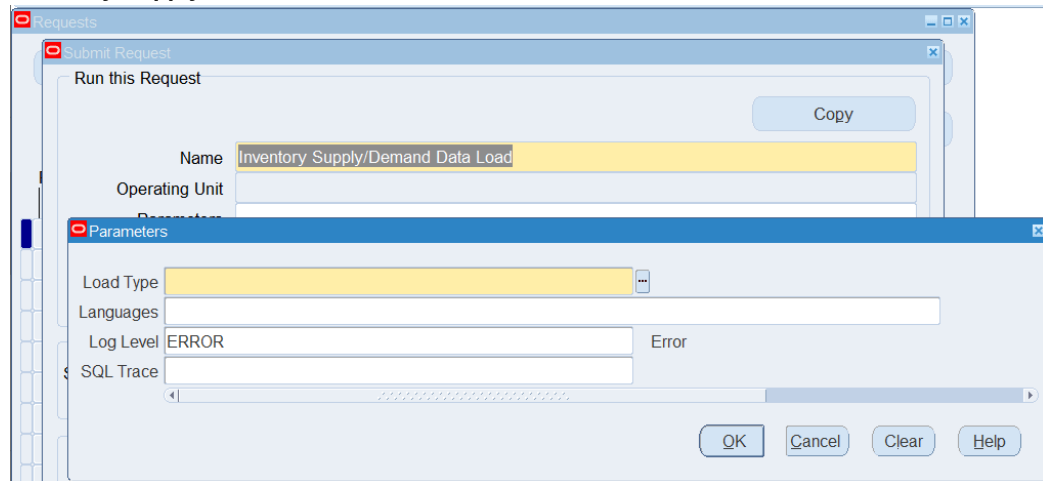 Requests
Submit Request
Run this Request
Copy
Name Inventory Supply/Demand Data Load
Operating Unit
Parameters
Load Type
Languages
Log Level ERROR Error
SQL Trace
OK Cancel Clear Help